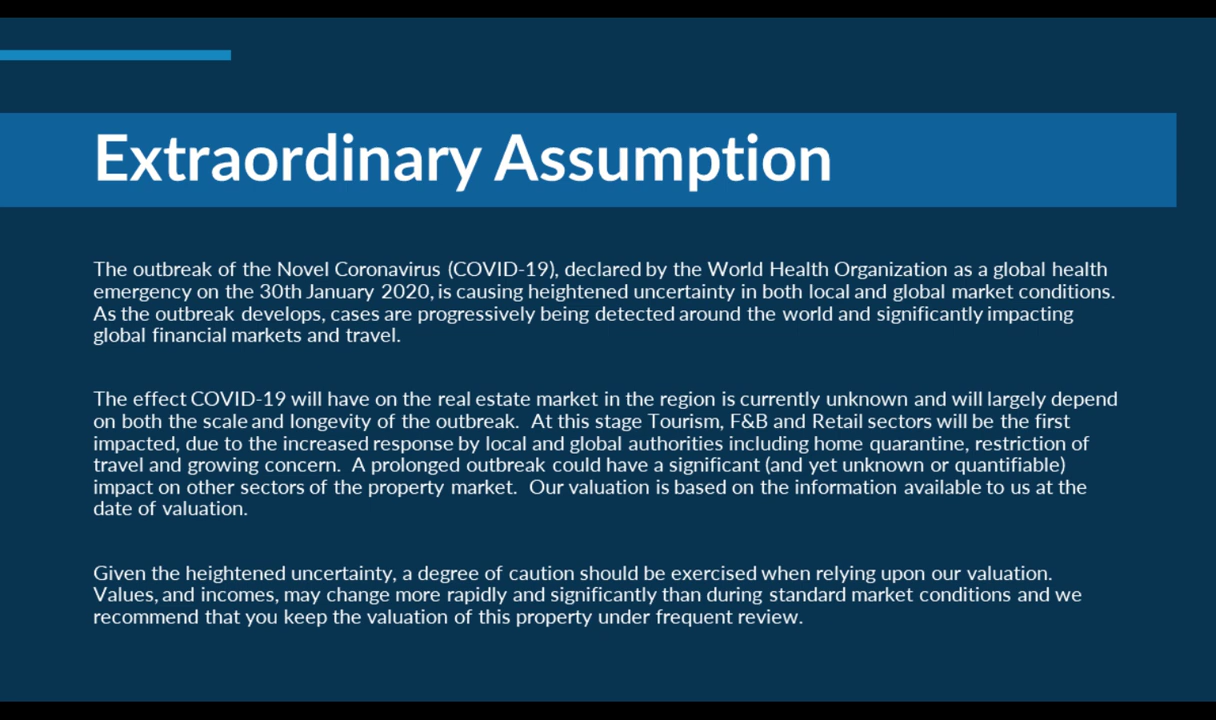 Extraordinary Assumption
The outbreak of the Novel Coronavirus (COVID-19), declared by the World Health Organization as a global health
emergency on the 30th January 2020, is causing heightened uncertainty in both local and global market conditions.
As the outbreak develops, cases are progressively being detected around the world and significantly impacting
global financial markets and travel.
The effect COVID-19 will have on the real estate market in the region is currently unknown and will largely depend
on both the scale and longevity of the outbreak.  At this stage Tourism, F&B and Retail sectors will be the first
impacted, due to the increased response by local and global authorities including home quarantine, restriction of
travel and growing concern.  A prolonged outbreak could have a significant (and yet unknown or quantifiable)
impact on other sectors of the property market.  Our valuation is based on the information available to us at the
date of valuation.
Given the heightened uncertainty, a degree of caution should be exercised when relying upon our valuation.
Values, and incomes, may change more rapidly and significantly than during standard market conditions and we
recommend that you keep the valuation of this property under frequent review.